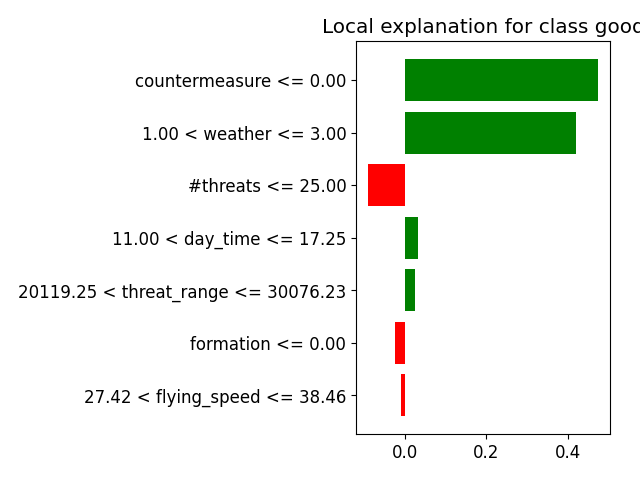 Local explanation for class good
countermeasure <= 0.00
1.00 < weather <= 3.00
#threats <= 25.00
11.00 < day_time <= 17.25
20119.25 < threat_range <= 30076.23
formation <= 0.00
27.42 < flying_speed <= 38.46
0.0 0.2 0.4